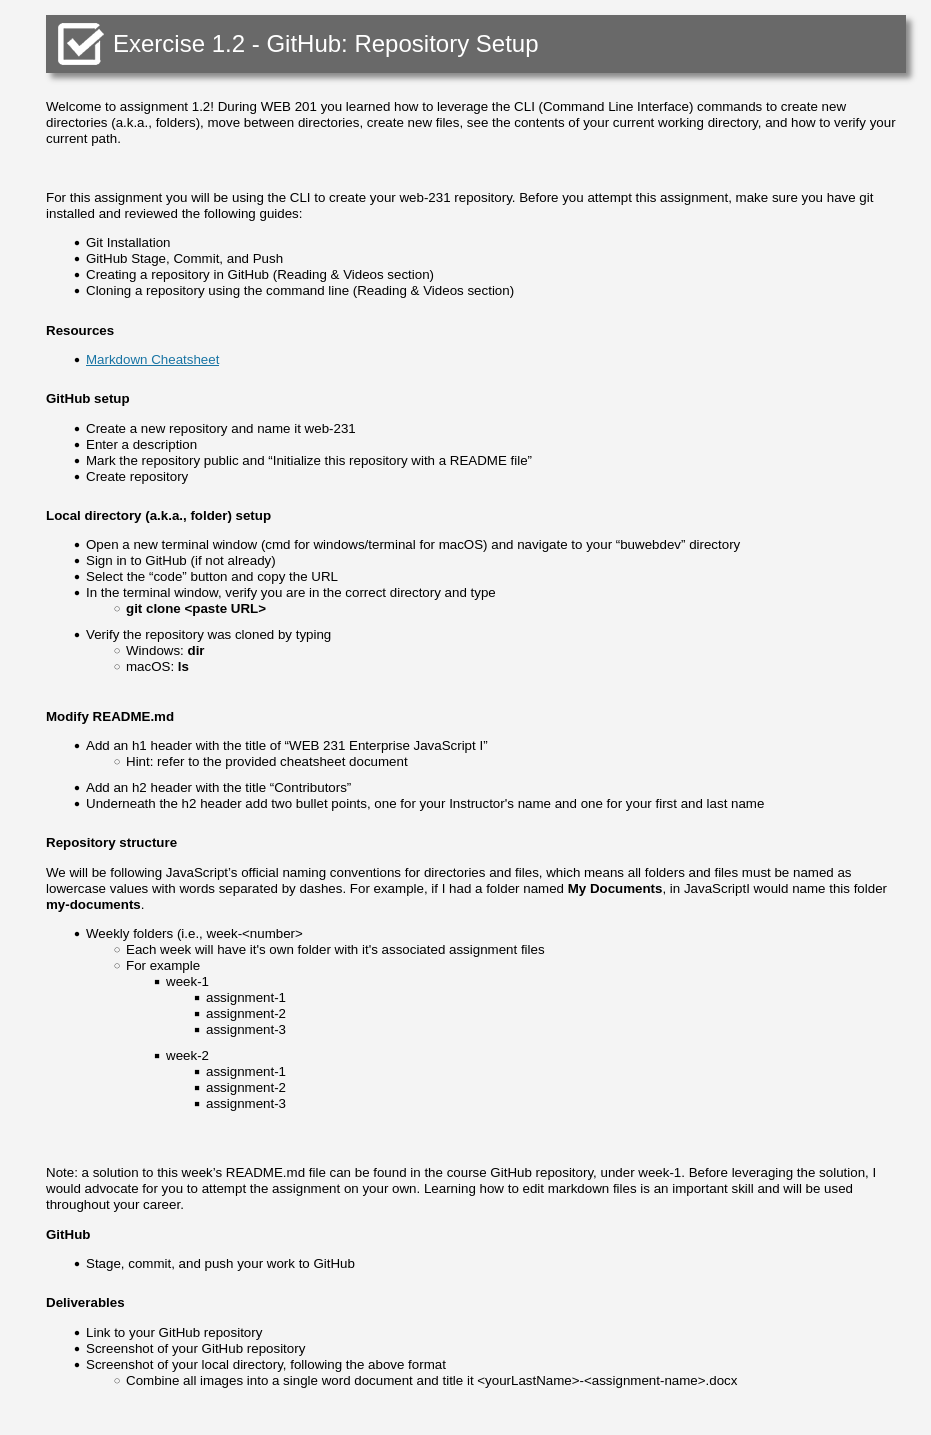 Exercise 1.2 - GitHub: Repository Setup
Welcome to assignment 1.2! During WEB 201 you learned how to leverage the CLI (Command Line Interface) commands to create new
directories (a.k.a., folders), move between directories, create new files, see the contents of your current working directory, and how to verify your
current path.
For this assignment you will be using the CLI to create your web-231 repository. Before you attempt this assignment, make sure you have git
installed and reviewed the following guides:
Git Installation
GitHub Stage, Commit, and Push
Creating a repository in GitHub (Reading & Videos section)
Cloning a repository using the command line (Reading & Videos section)
Resources
Markdown Cheatsheet
GitHub setup
Create a new repository and name it web-231
Enter a description
Mark the repository public and “Initialize this repository with a README file”
Create repository
Local directory (a.k.a., folder) setup
Open a new terminal window (cmd for windows/terminal for macOS) and navigate to your “buwebdev” directory
Sign in to GitHub (if not already)
Select the “code” button and copy the URL
In the terminal window, verify you are in the correct directory and type
git clone <paste URL>
Verify the repository was cloned by typing
Windows: dir
macOS: ls
Modify README.md
Add an h1 header with the title of “WEB 231 Enterprise JavaScript I”
Hint: refer to the provided cheatsheet document
Add an h2 header with the title “Contributors”
Underneath the h2 header add two bullet points, one for your Instructor's name and one for your first and last name
Repository structure
We will be following JavaScript’s official naming conventions for directories and files, which means all folders and files must be named as
lowercase values with words separated by dashes. For example, if I had a folder named My Documents, in JavaScriptI would name this folder
my-documents.
Weekly folders (i.e., week-<number>
Each week will have it's own folder with it's associated assignment files
For example
week-1
assignment-1
assignment-2
assignment-3
week-2
assignment-1
assignment-2
assignment-3
Note: a solution to this week’s README.md file can be found in the course GitHub repository, under week-1. Before leveraging the solution, I
would advocate for you to attempt the assignment on your own. Learning how to edit markdown files is an important skill and will be used
throughout your career.
GitHub
Stage, commit, and push your work to GitHub
Deliverables
Link to your GitHub repository
Screenshot of your GitHub repository
Screenshot of your local directory, following the above format
Combine all images into a single word document and title it <yourLastName>-<assignment-name>.docx